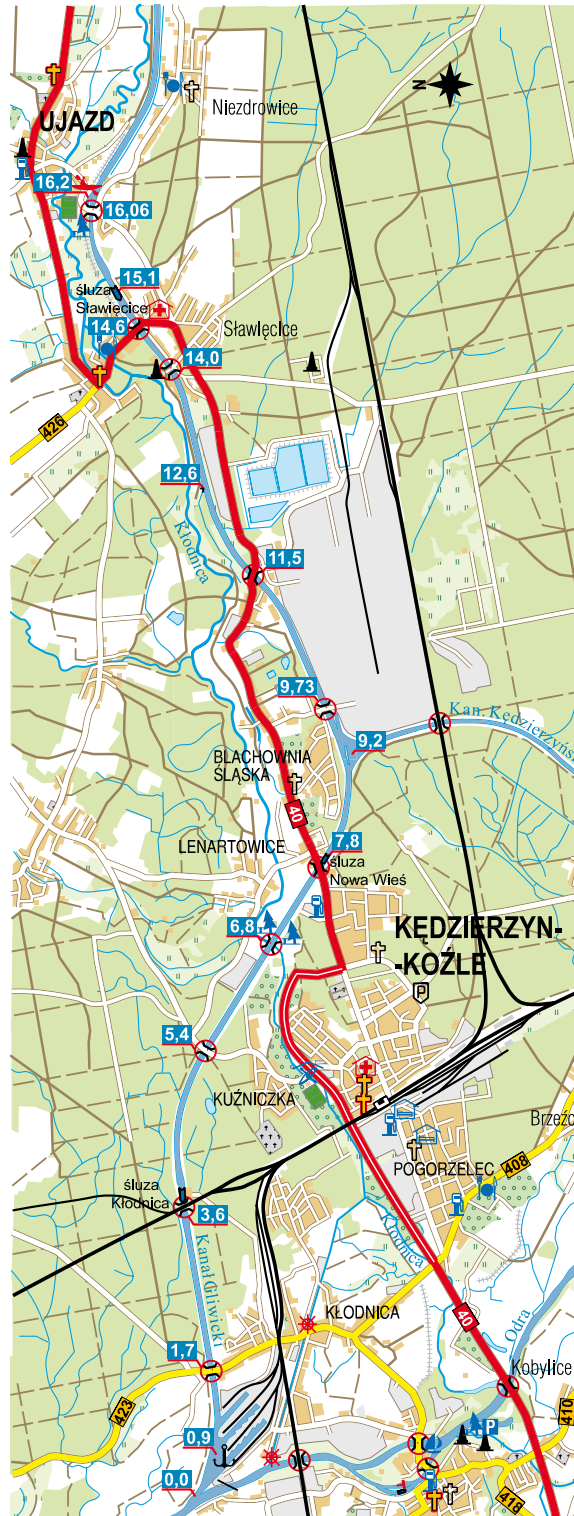 N
Niezdrowice
UJAZD
16,2
16,06
15,1
śluza
Sławięcice
14,6
Sławięcice
14,0
426
12,6
Kłodnica
11,5
9,73
Kan. Kędzierzyńs
9,2
BLACHOWNIA
ŚLĄSKA
40
7,8
LENARTOWICE
śluza
Nowa Wieś
6,8
KĘDZIERZYN-
-KOŹLE
P
5,4
KUŹNICZKA
Brzeźc
POGORZELEC
408
śluza
Kłodnica
3,6
Kłodnica
Kanał Gliwicki
KŁODNICA
40
Odra
1,7
Kobylice
423
410
P
0,9
0,0
418